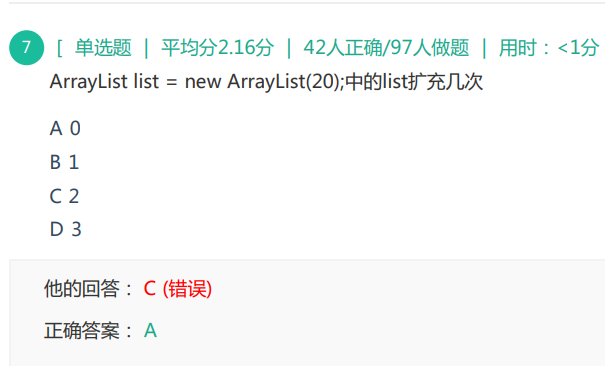 7 [ 单选题 | 平均分2.16分 | 42人正确/97人做题 | 用时：<1分
ArrayList list = new ArrayList(20);中的list扩充几次
A 0
B 1
C 2
D 3
他的回答： C (错误)
正确答案： A